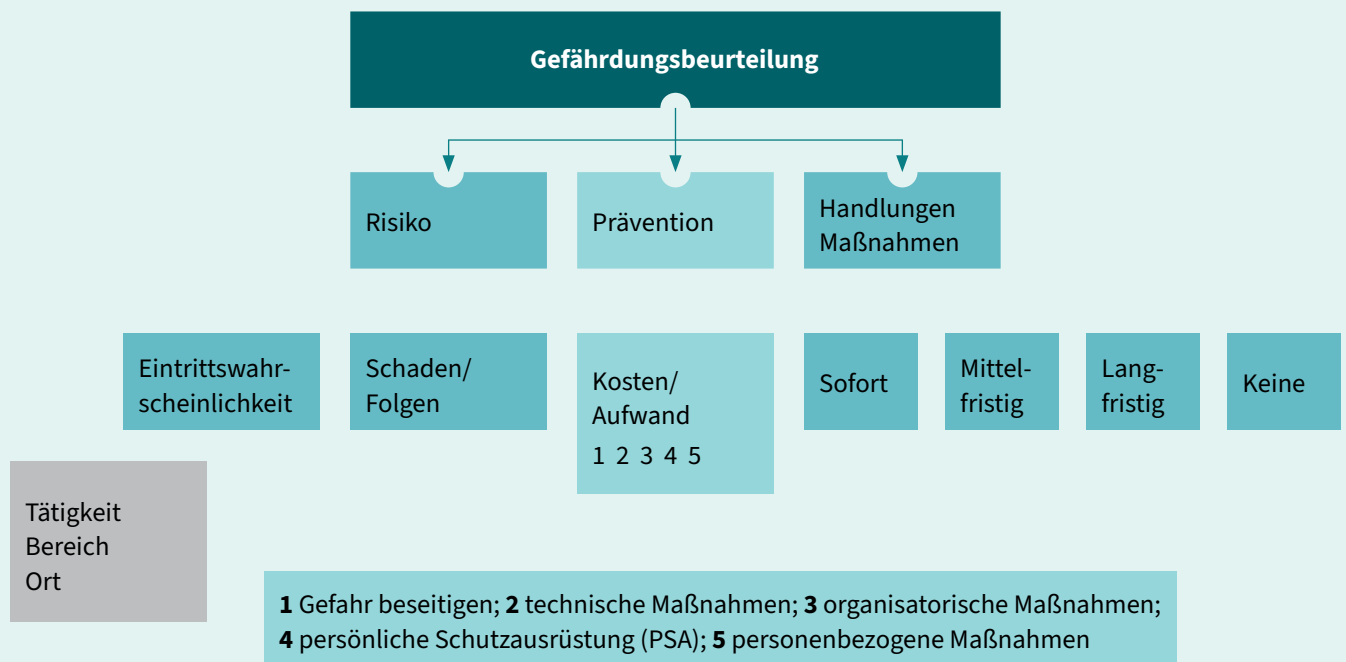 Gefährdungsbeurteilung
Risiko
Prävention
Handlungen
Maßnahmen
Eintrittswahr-
scheinlichkeit
Schaden/
Folgen
Kosten/
Aufwand
1 2 3 4 5
Sofort
Mittel-
fristig
Lang-
fristig
Keine
Tätigkeit
Bereich
Ort
1 Gefahr beseitigen; 2 technische Maßnahmen; 3 organisatorische Maßnahmen;
4 persönliche Schutzausrüstung (PSA); 5 personenbezogene Maßnahmen